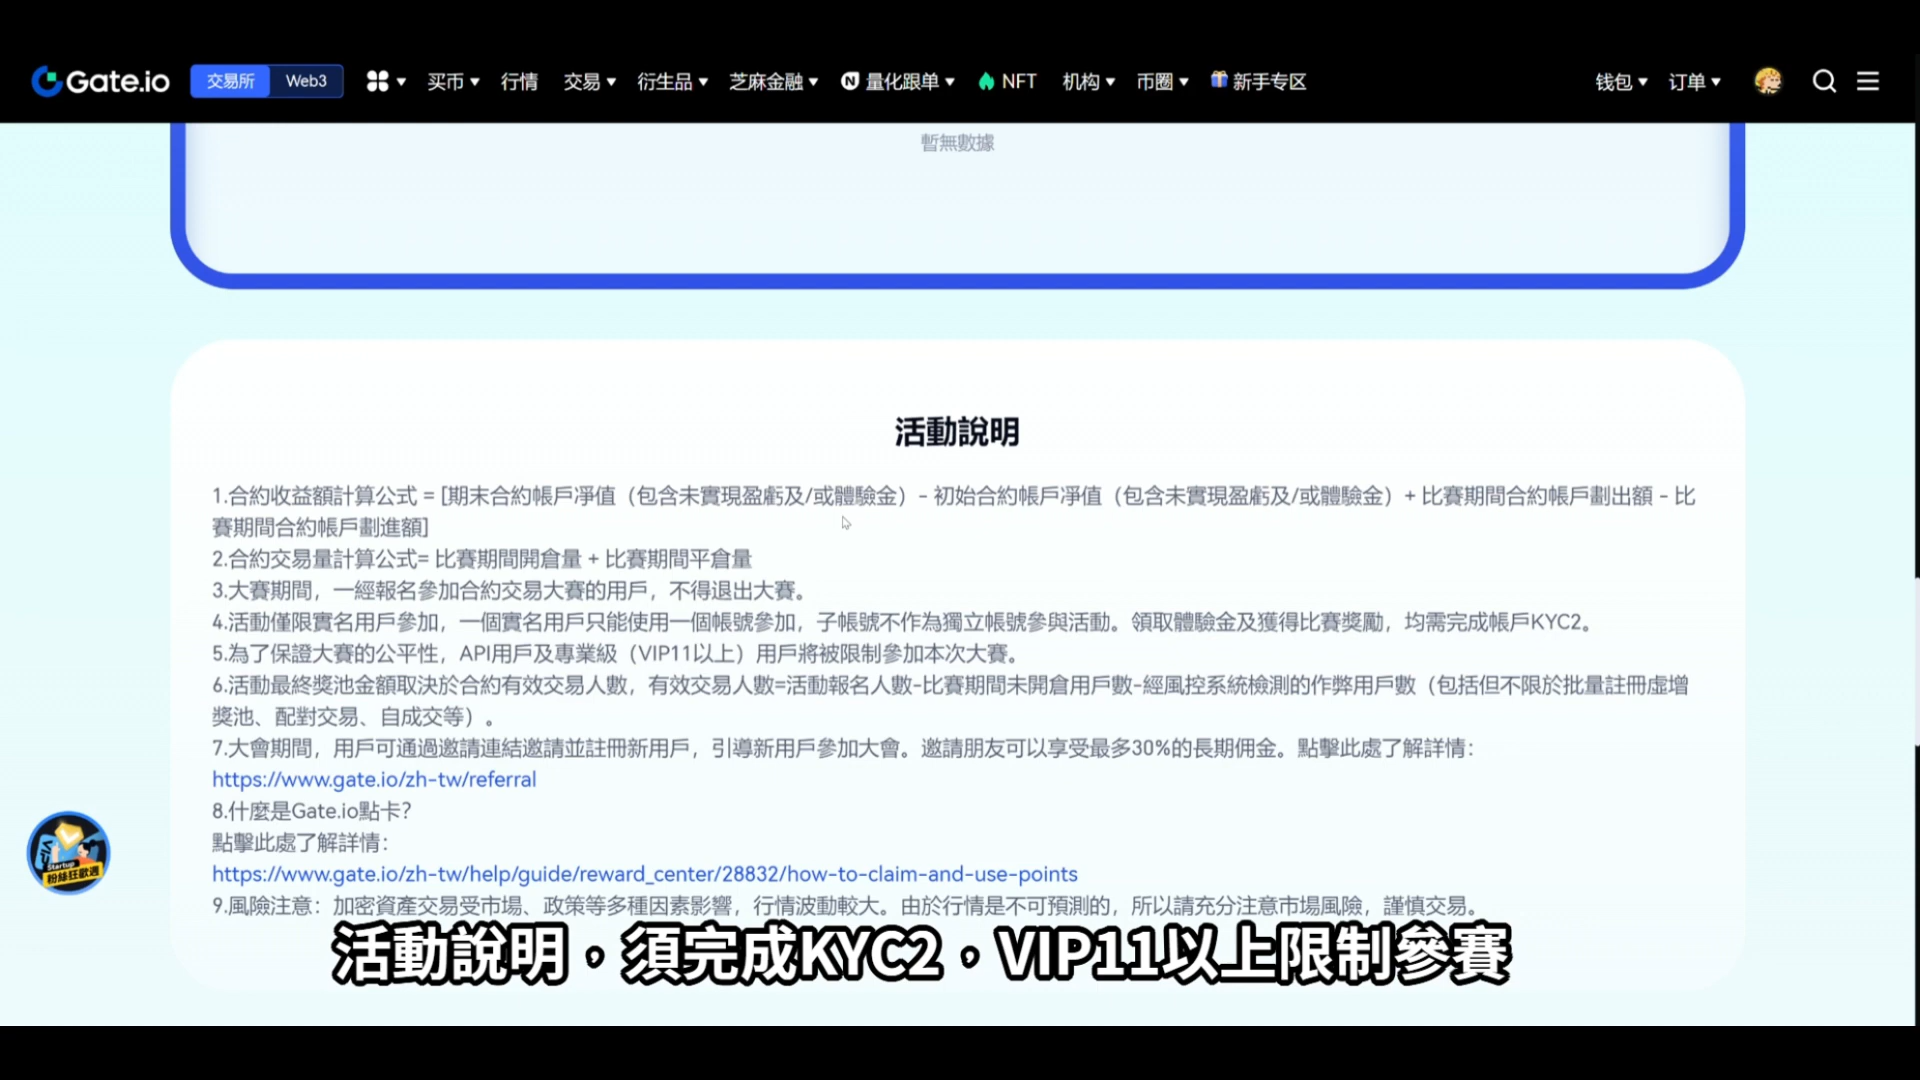 Gate.io 交易所 Web3 买币 行情 交易 衍生品 芝麻金融 量化跟单 NFT 机构 币圈 新手专区 钱包 订单
暫無數據
活動說明
1.合約收益額計算公式 = [期末合約帳戶凈值（包含未實現盈虧及/或體驗金）- 初始合約帳戶凈值（包含未實現盈虧及/或體驗金）+ 比賽期間合約帳戶劃出額 - 比
賽期間合約帳戶劃進額]
2.合約交易量計算公式= 比賽期間開倉量 + 比賽期間平倉量
3.大賽期間，一經報名參加合約交易大賽的用戶，不得退出大賽。
4.活動僅限實名用戶參加，一個實名用戶只能使用一個帳號參加，子帳號不作為獨立帳號參與活動。領取體驗金及獲得比賽獎勵，均需完成帳戶KYC2。
5.為了保證大賽的公平性，API用戶及專業級（VIP11以上）用戶將被限制參加本次大賽。
6.活動最終獎池金額取決於合約有效交易人數，有效交易人數=活動報名人數-比賽期間未開倉用戶數-經風控系統檢測的作弊用戶數（包括但不限於批量註冊虛增
獎池、配對交易、自成交等）。
7.大會期間，用戶可通過邀請連結邀請並註冊新用戶，引導新用戶參加大會。邀請朋友可以享受最多30%的長期佣金。點擊此處了解詳情：
https://www.gate.io/zh-tw/referral
8.什麼是Gate.io點卡？
點擊此處了解詳情：
https://www.gate.io/zh-tw/help/guide/reward_center/28832/how-to-claim-and-use-points
Startup
粉絲狂歡週
9.風險注意：加密資產交易受市場、政策等多種因素影響，行情波動較大。由於行情是不可預測的，所以請充分注意市場風險，謹慎交易。
活動說明，須完成KYC2，VIP11以上限制參賽